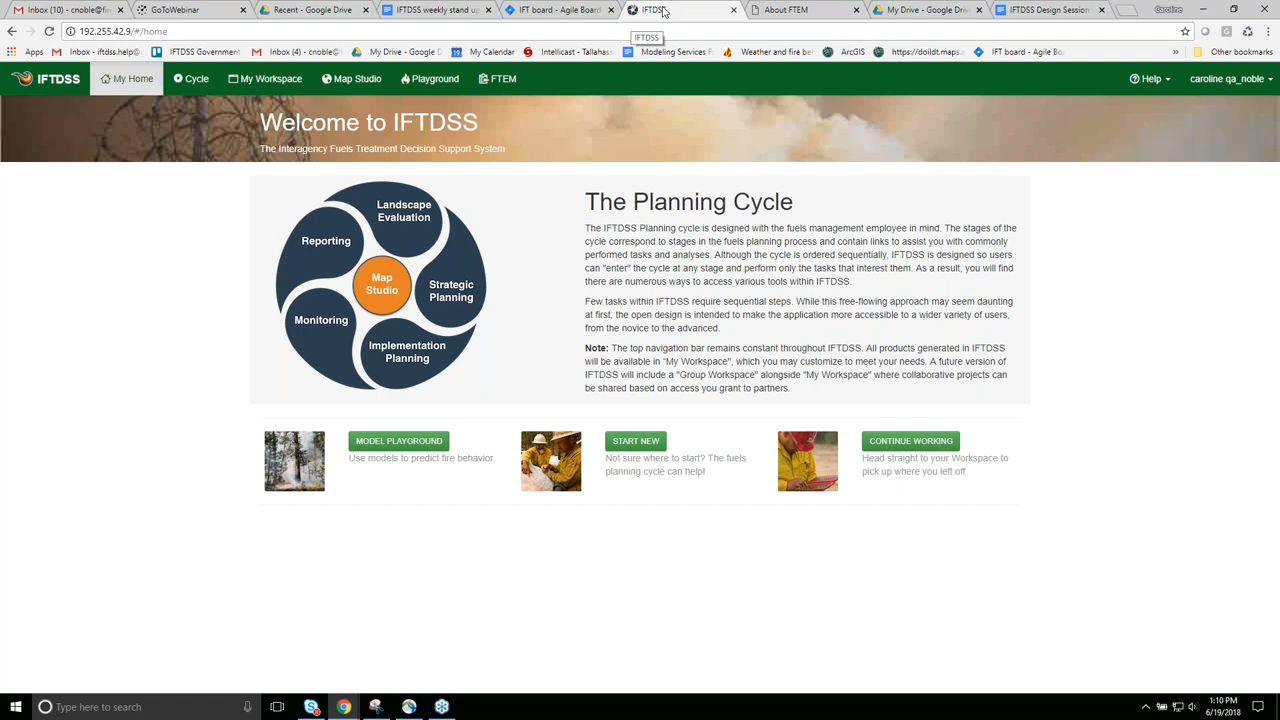 Inbox (10) - cnoble@fir
GoToWebinar
Recent - Google Drive
IFTDSS weekly stand up
IFT board - Agile Board
IFTDSS
About FTEM
My Drive - Google Drive
IFTDSS Design Session
Caroline
192.255.42.9/#/home
IFTDSS
Apps
Inbox - iftdss.help@
IFTDSS Government
Inbox (4) - cnoble@f
My Drive - Google D
My Calendar
Intellicast - Tallahass
Modeling Services F
Weather and fire be
ArcGIS
https://doildt.maps.a
IFT board - Agile Bo
»
Other bookmarks
IFTDSS
My Home
Cycle
My Workspace
Map Studio
Playground
FTEM
Help
caroline qa_noble
Welcome to IFTDSS
The Interagency Fuels Treatment Decision Support System
Landscape
Evaluation
Reporting
Map
Studio
Strategic
Planning
Monitoring
Implementation
Planning
The Planning Cycle
The IFTDSS Planning cycle is designed with the fuels management employee in mind. The stages of the
cycle correspond to stages in the fuels planning process and contain links to assist you with commonly
performed tasks and analyses. Although the cycle is ordered sequentially, IFTDSS is designed so users
can "enter" the cycle at any stage and perform only the tasks that interest them. As a result, you will find
there are numerous ways to access various tools within IFTDSS.
Few tasks within IFTDSS require sequential steps. While this free-flowing approach may seem daunting
at first, the open design is intended to make the application more accessible to a wider variety of users,
from the novice to the advanced.
Note: The top navigation bar remains constant throughout IFTDSS. All products generated in IFTDSS
will be available in "My Workspace", which you may customize to meet your needs. A future version of
IFTDSS will include a "Group Workspace" alongside "My Workspace" where collaborative projects can
be shared based on access you grant to partners.
MODEL PLAYGROUND
Use models to predict fire behavior.
START NEW
Not sure where to start? The fuels
planning cycle can help!
CONTINUE WORKING
Head straight to your Workspace to
pick up where you left off.
Type here to search
1:10 PM
6/19/2018